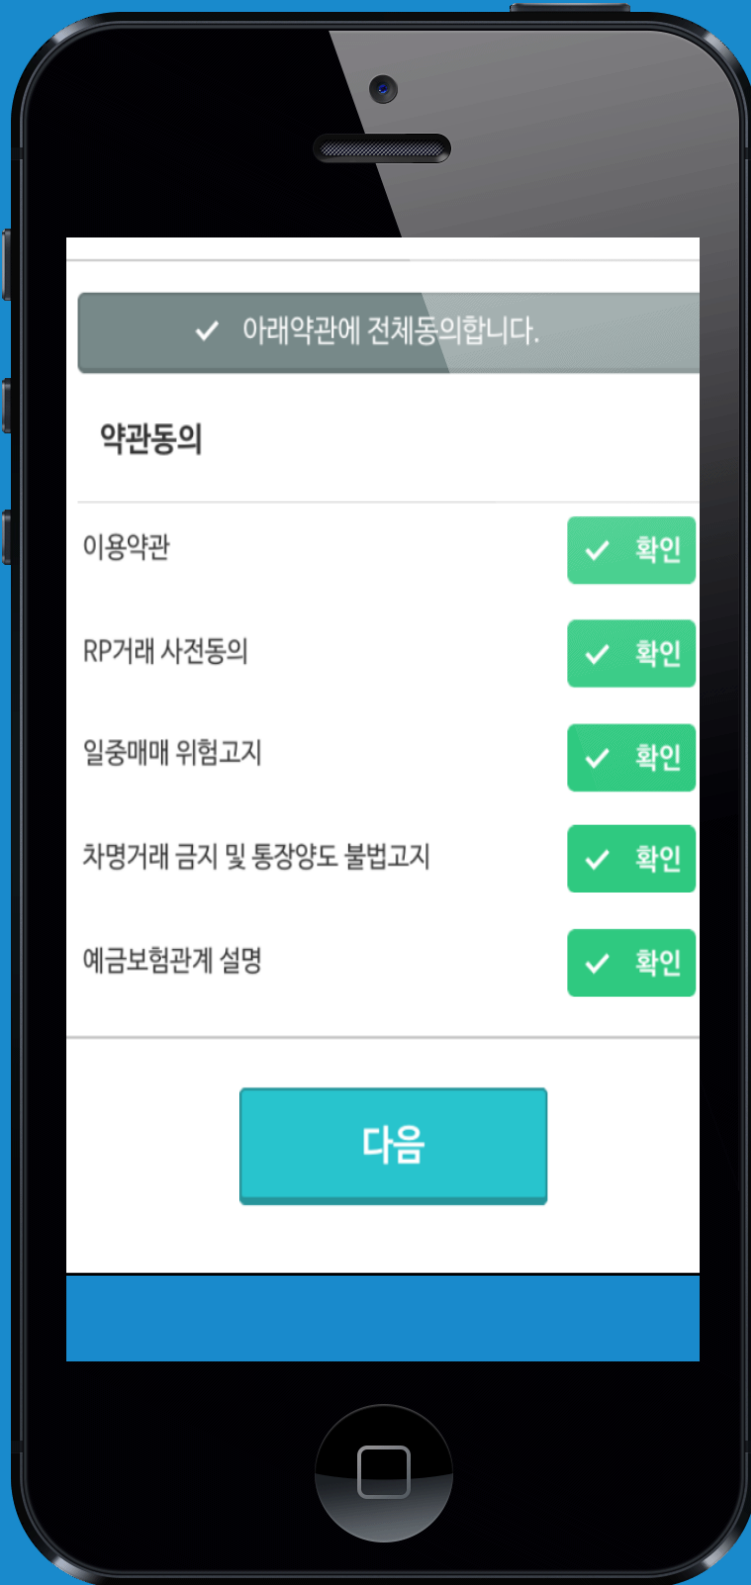 아래약관에 전체동의합니다.
약관동의
이용약관
확인
RP거래 사전동의
확인
일중매매 위험고지
확인
차명거래 금지 및 통장양도 불법고지
확인
예금보험관계 설명
확인
다음